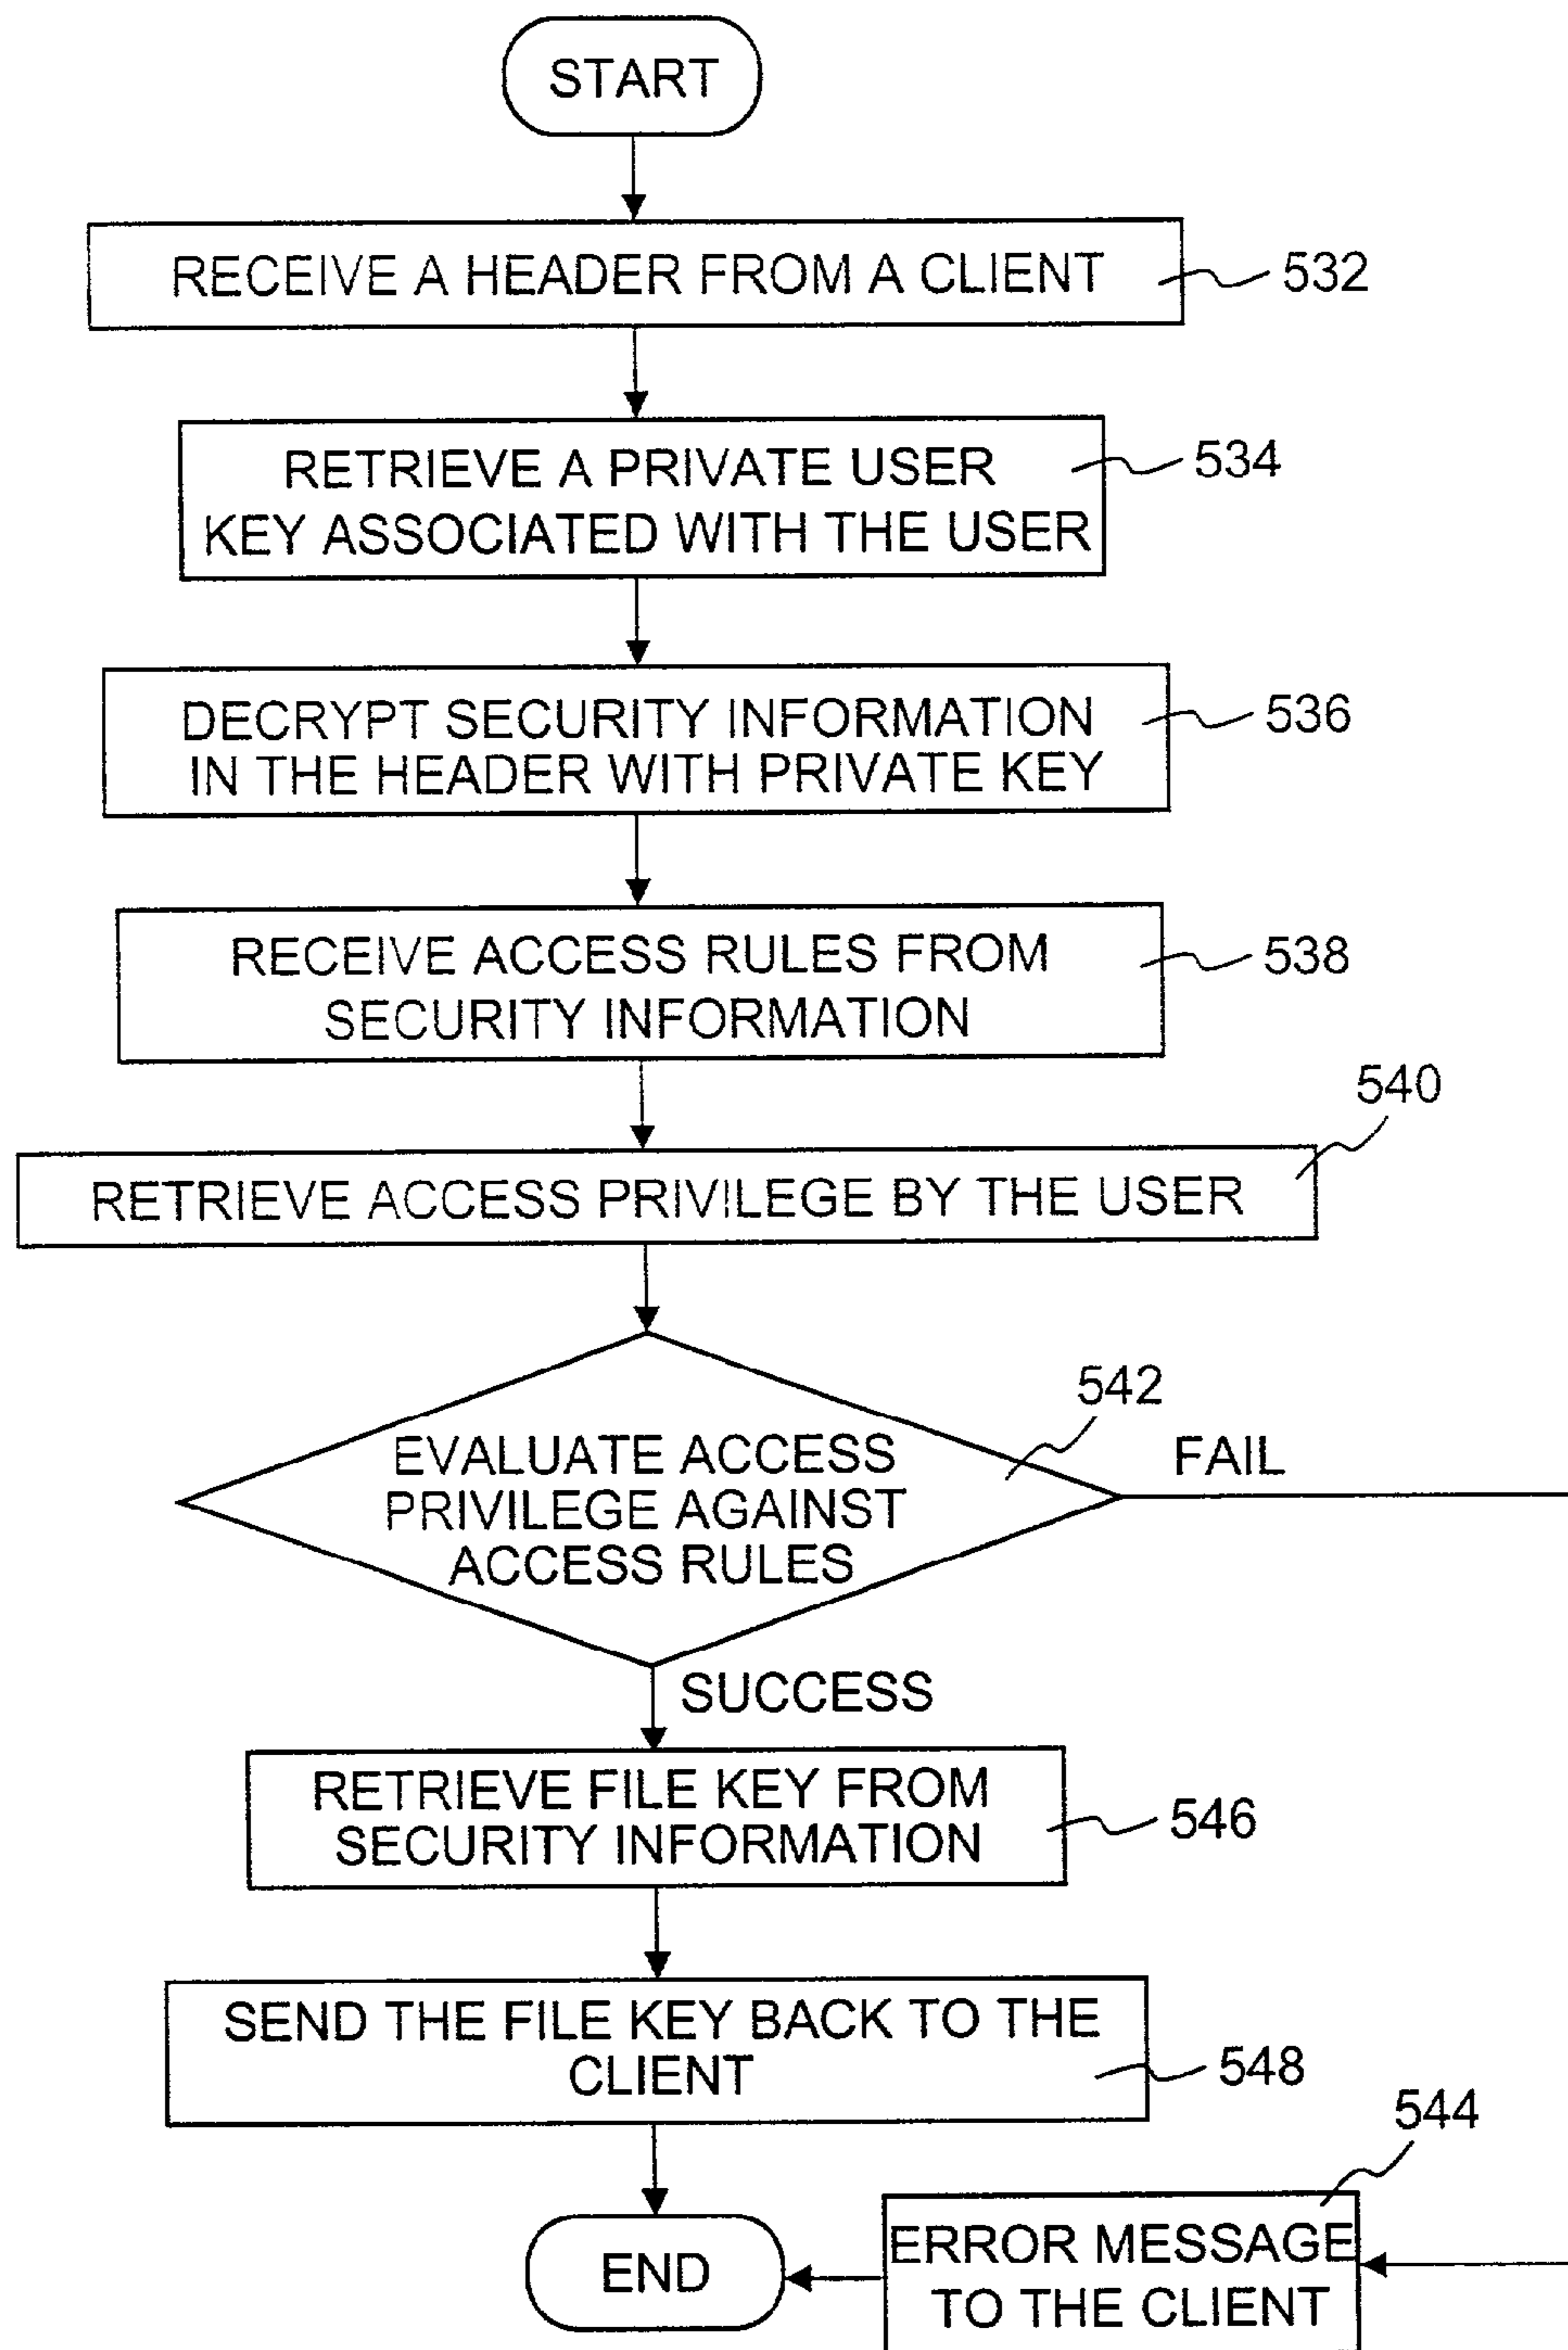 START
RECEIVE A HEADER FROM A CLIENT
532
RETRIEVE A PRIVATE USER
KEY ASSOCIATED WITH THE USER
534
DECRYPT SECURITY INFORMATION
IN THE HEADER WITH PRIVATE KEY
536
RECEIVE ACCESS RULES FROM
SECURITY INFORMATION
538
540
RETRIEVE ACCESS PRIVILEGE BY THE USER
542
EVALUATE ACCESS
PRIVILEGE AGAINST
ACCESS RULES
FAIL
SUCCESS
RETRIEVE FILE KEY FROM
SECURITY INFORMATION
546
SEND THE FILE KEY BACK TO THE
CLIENT
548
544
ERROR MESSAGE
TO THE CLIENT
END